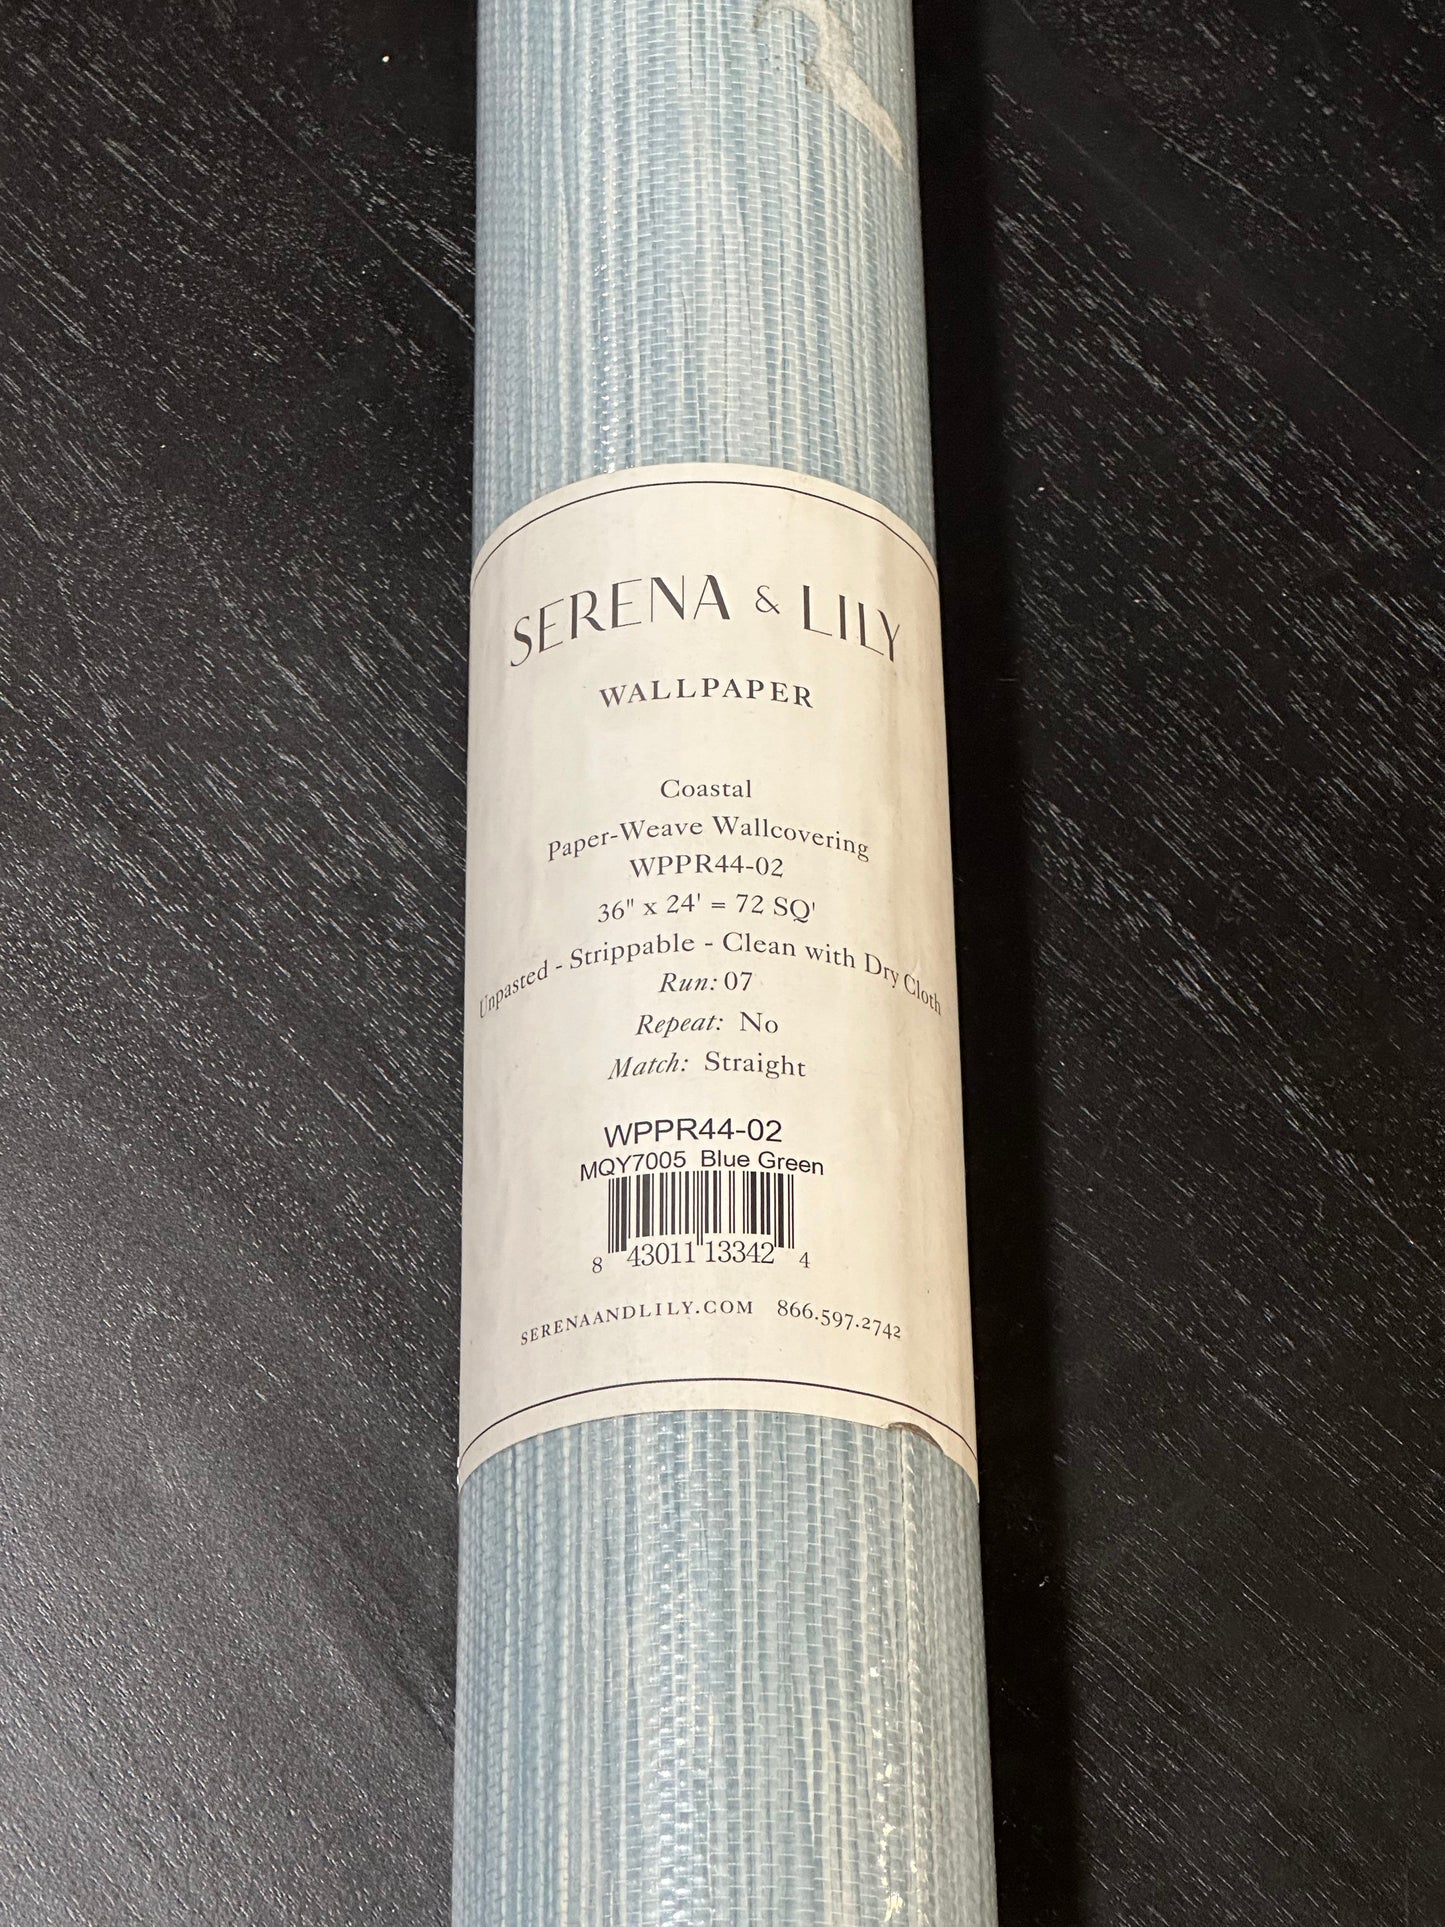 SERENA & LILY
WALLPAPER
Coastal
Paper-Weave Wallcovering
WPPR44-02
36" x 24' = 72 SQ'
Unpasted - Strippable - Clean with Dry Cloth
Run: 07
Repeat: No
Match: Straight
WPPR44-02
MQY7005 Blue Green
8 43011 13342 4
SERENAANDLILY.COM 866.597.2742